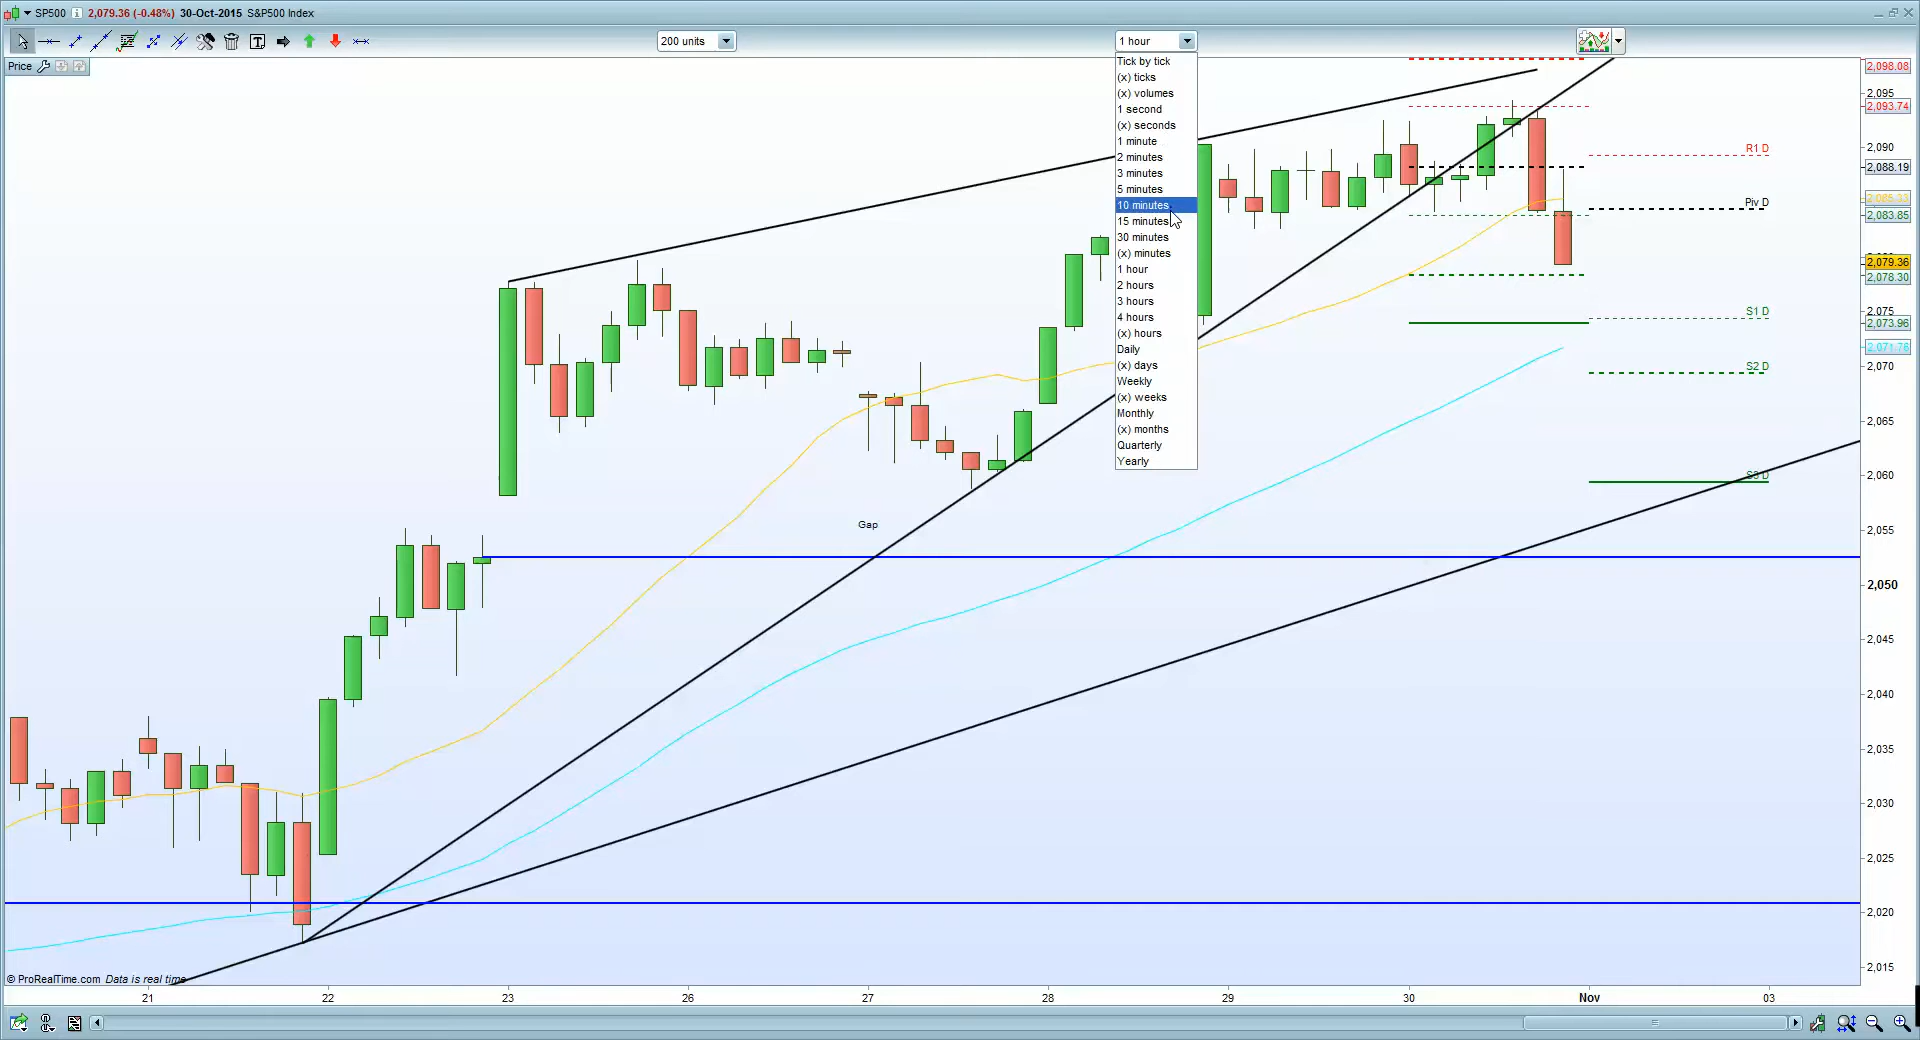 SP500 2,079.36 (-0.48%) 30-Oct-2015 S&P500 Index
200 units
1 hour
Price
Tick by tick
(x) ticks
(x) volumes
1 second
(x) seconds
1 minute
2 minutes
3 minutes
5 minutes
10 minutes
15 minutes
30 minutes
(x) minutes
1 hour
2 hours
3 hours
4 hours
(x) hours
Daily
(x) days
Weekly
(x) weeks
Monthly
(x) months
Quarterly
Yearly
R1 D
Piv D
S1 D
S2 D
S3 D
Gap
2,098.08
2,095
2,093.74
2,090
2,088.19
2,083.85
2,079.36
2,078.30
2,075
2,073.96
2,071.76
2,070
2,065
2,060
2,055
2,050
2,045
2,040
2,035
2,030
2,025
2,020
2,015
© ProRealTime.com Data is real time
21 22 23 26 27 28 29 30 Nov 03